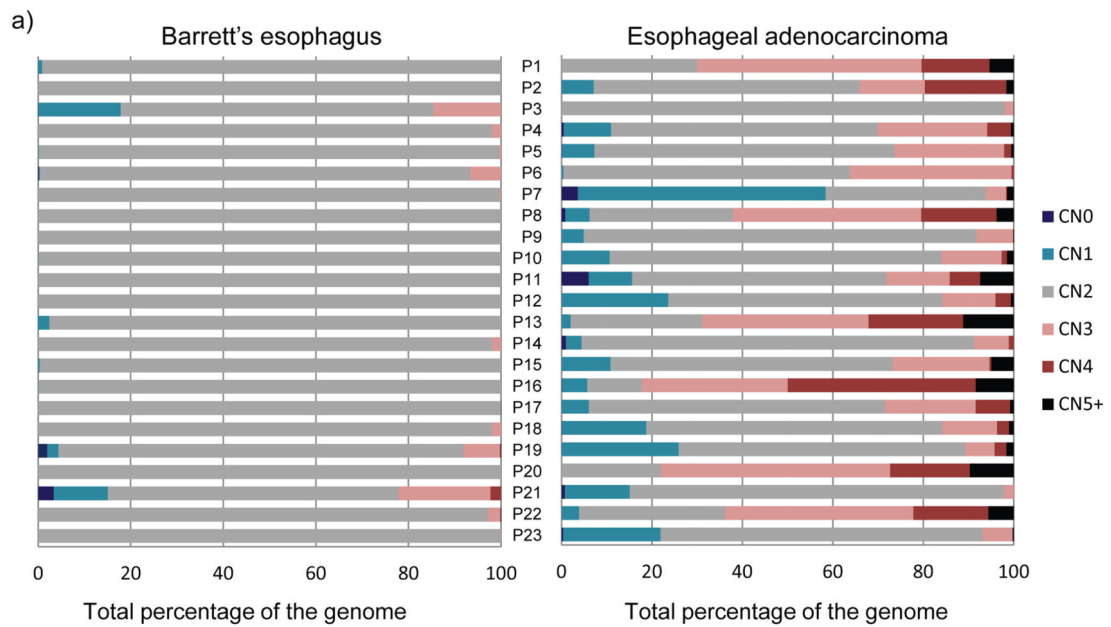 a)
Barrett's esophagus
Esophageal adenocarcinoma
P1
P2
P3
P4
P5
P6
P7
P8
P9
P10
P11
P12
P13
P14
P15
P16
P17
P18
P19
P20
P21
P22
P23
CN0
CN1
CN2
CN3
CN4
CN5+
0 20 40 60 80 100
0 20 40 60 80 100
Total percentage of the genome
Total percentage of the genome